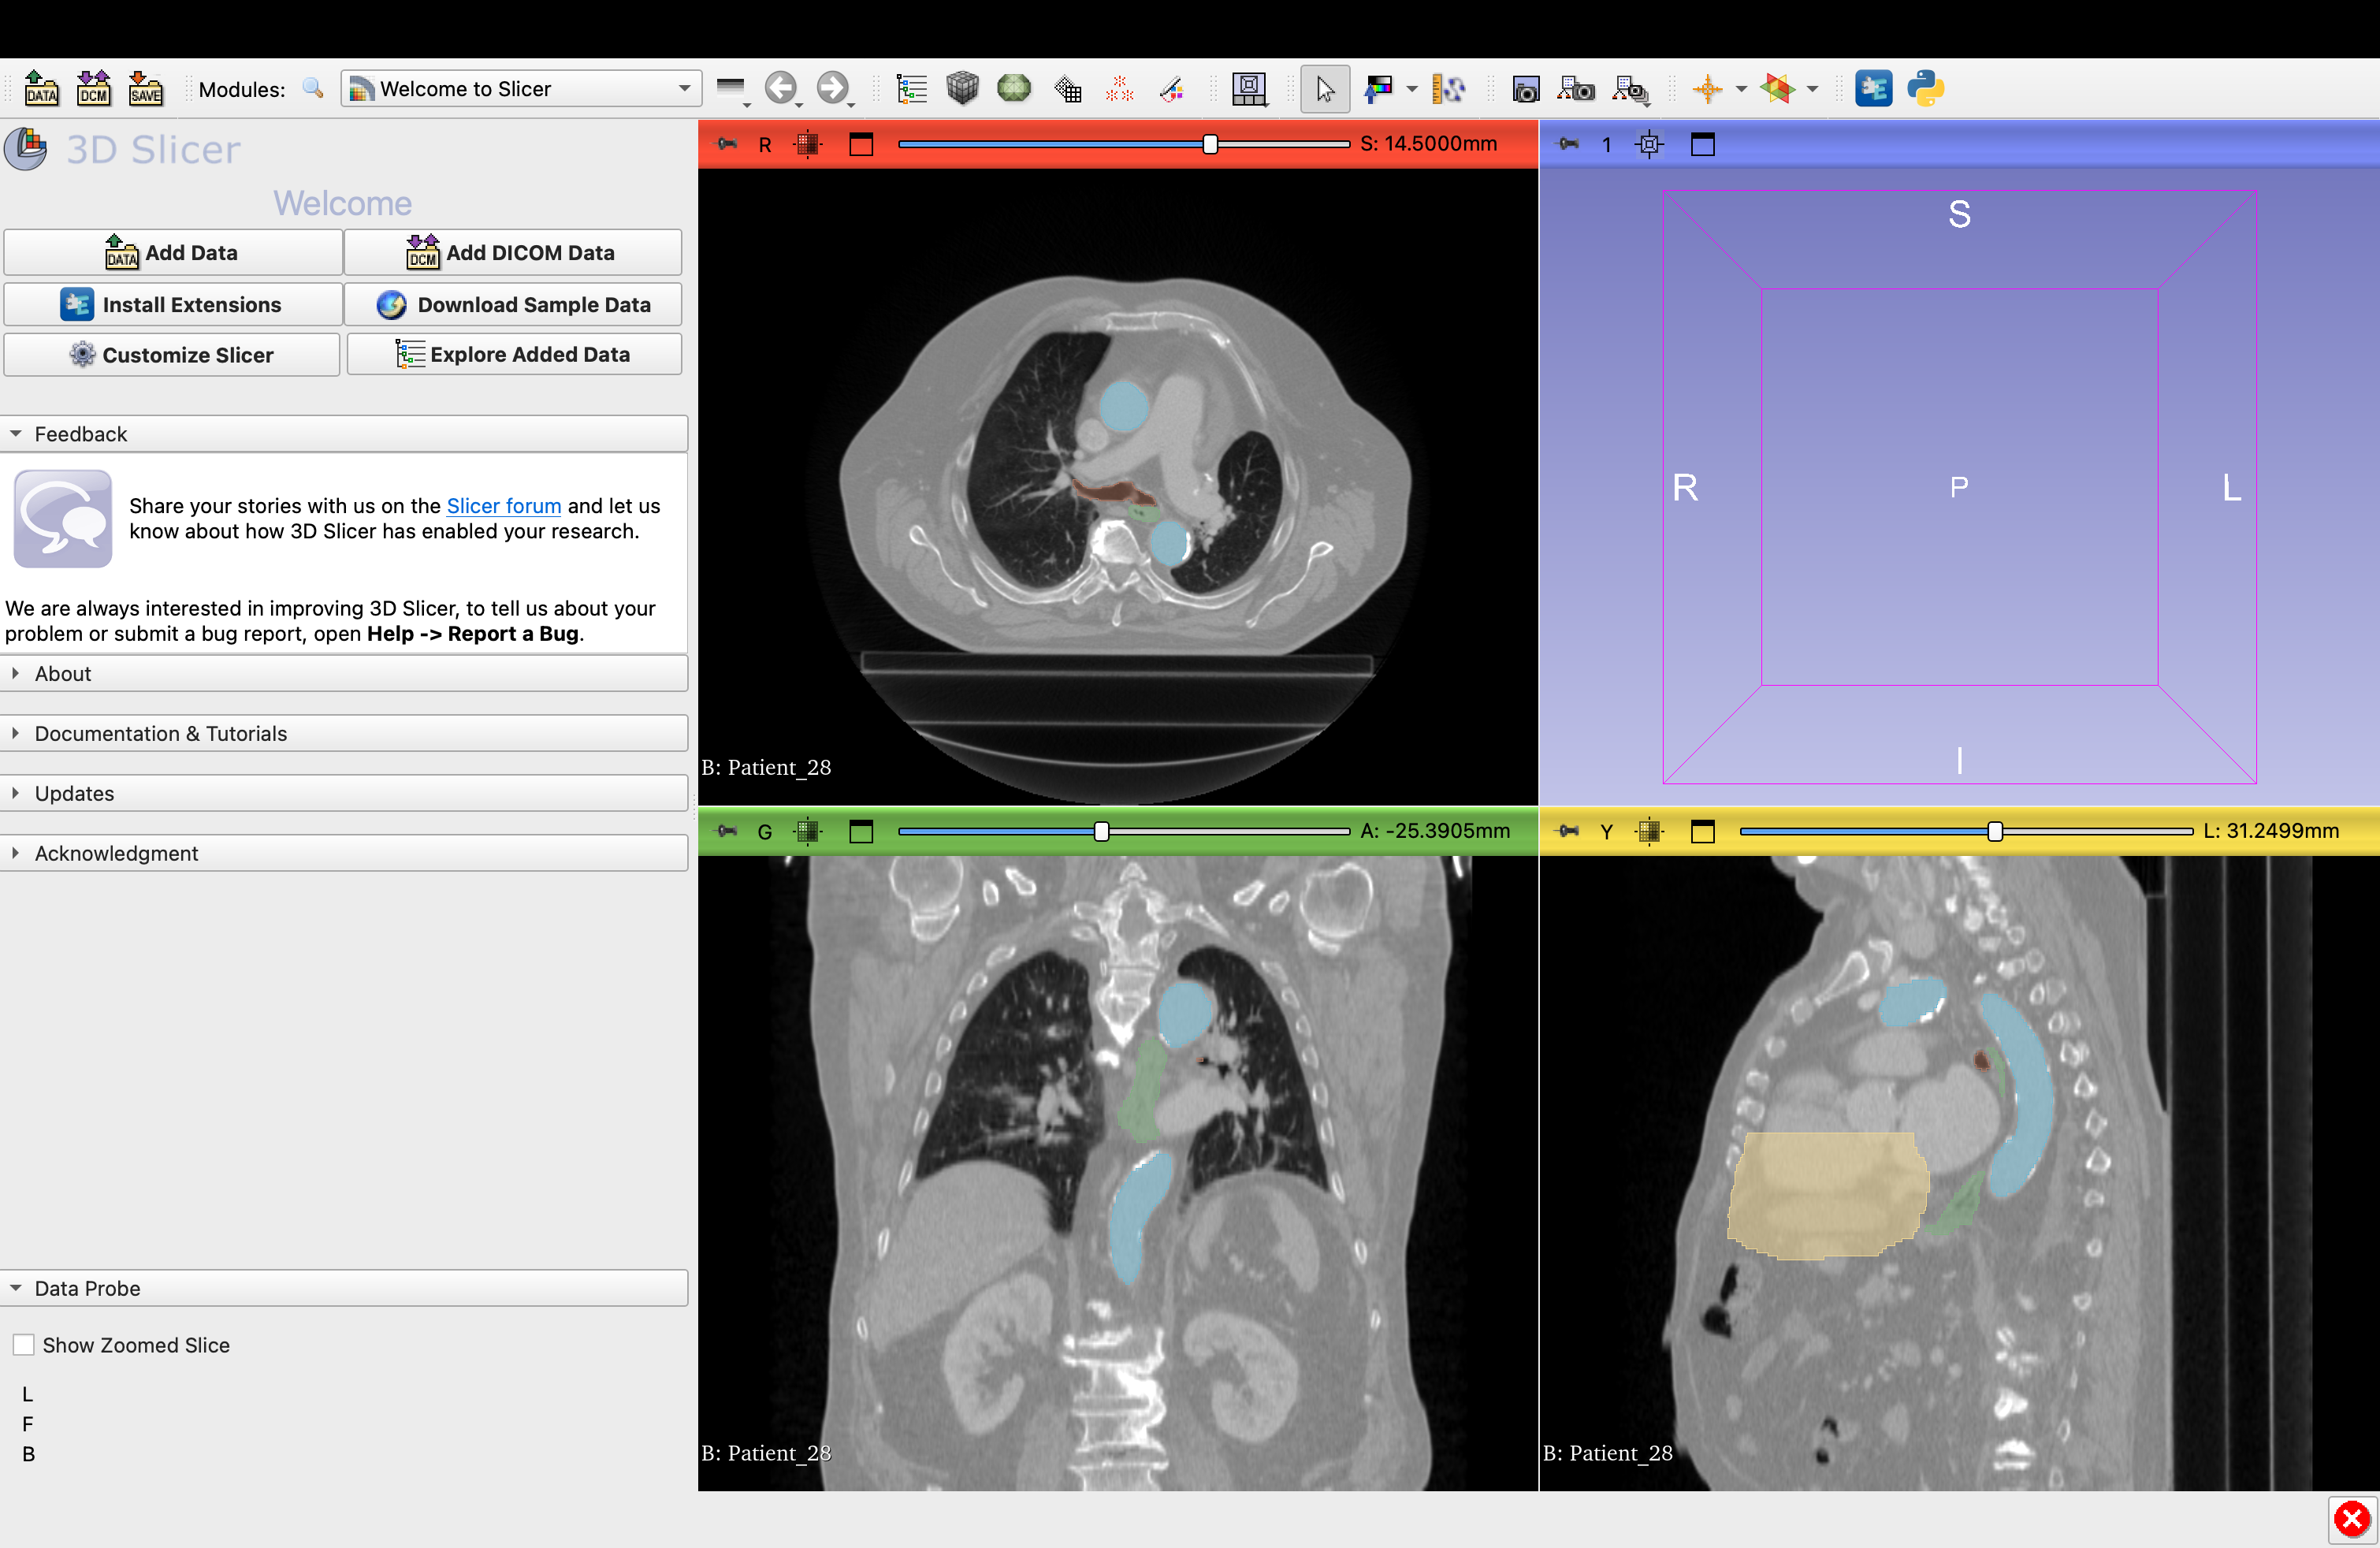 DATA DCM SAVE Modules: Welcome to Slicer
3D Slicer
Welcome
DATA Add Data
DCM Add DICOM Data
Install Extensions
Download Sample Data
Customize Slicer
Explore Added Data
Feedback
Share your stories with us on the Slicer forum and let us
know about how 3D Slicer has enabled your research.
We are always interested in improving 3D Slicer, to tell us about your
problem or submit a bug report, open Help -> Report a Bug.
About
Documentation & Tutorials
Updates
Acknowledgment
Data Probe
Show Zoomed Slice
L
F
B
R S: 14.5000mm
B: Patient_28
1
S
R P L
I
G A: -25.3905mm
B: Patient_28
Y L: 31.2499mm
B: Patient_28